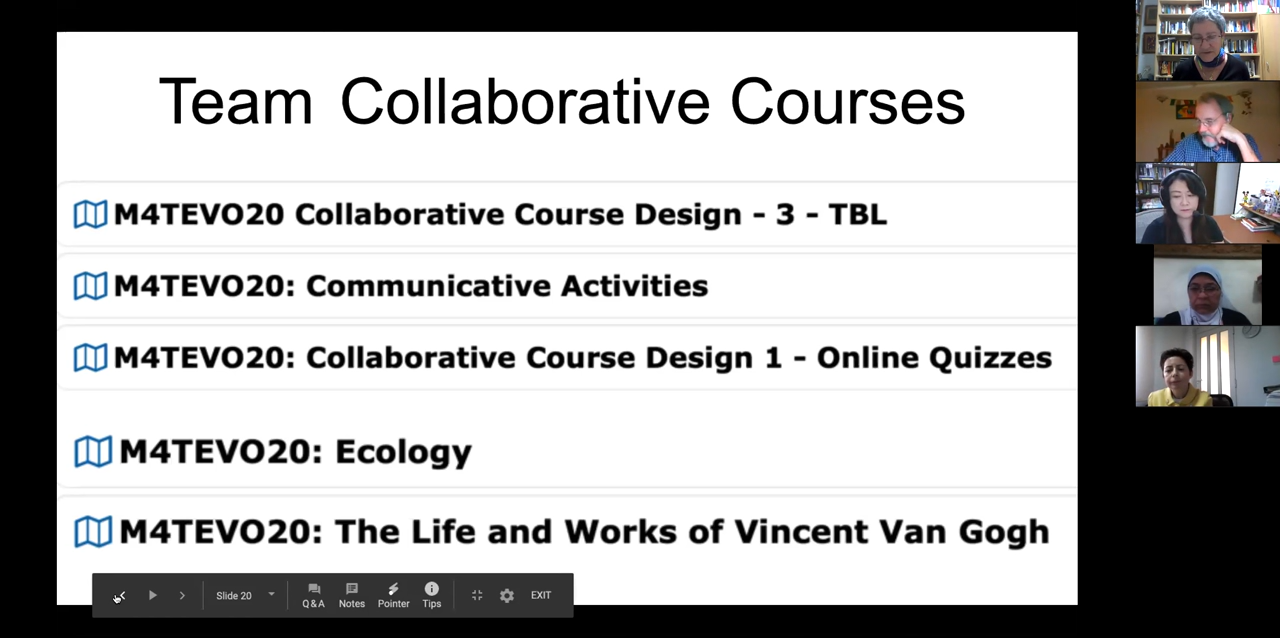 Team Collaborative Courses
M4TEVO20 Collaborative Course Design - 3 - TBL
M4TEVO20: Communicative Activities
M4TEVO20: Collaborative Course Design 1 - Online Quizzes
M4TEVO20: Ecology
M4TEVO20: The Life and Works of Vincent Van Gogh
Slide 20 Q&A Notes Pointer Tips EXIT